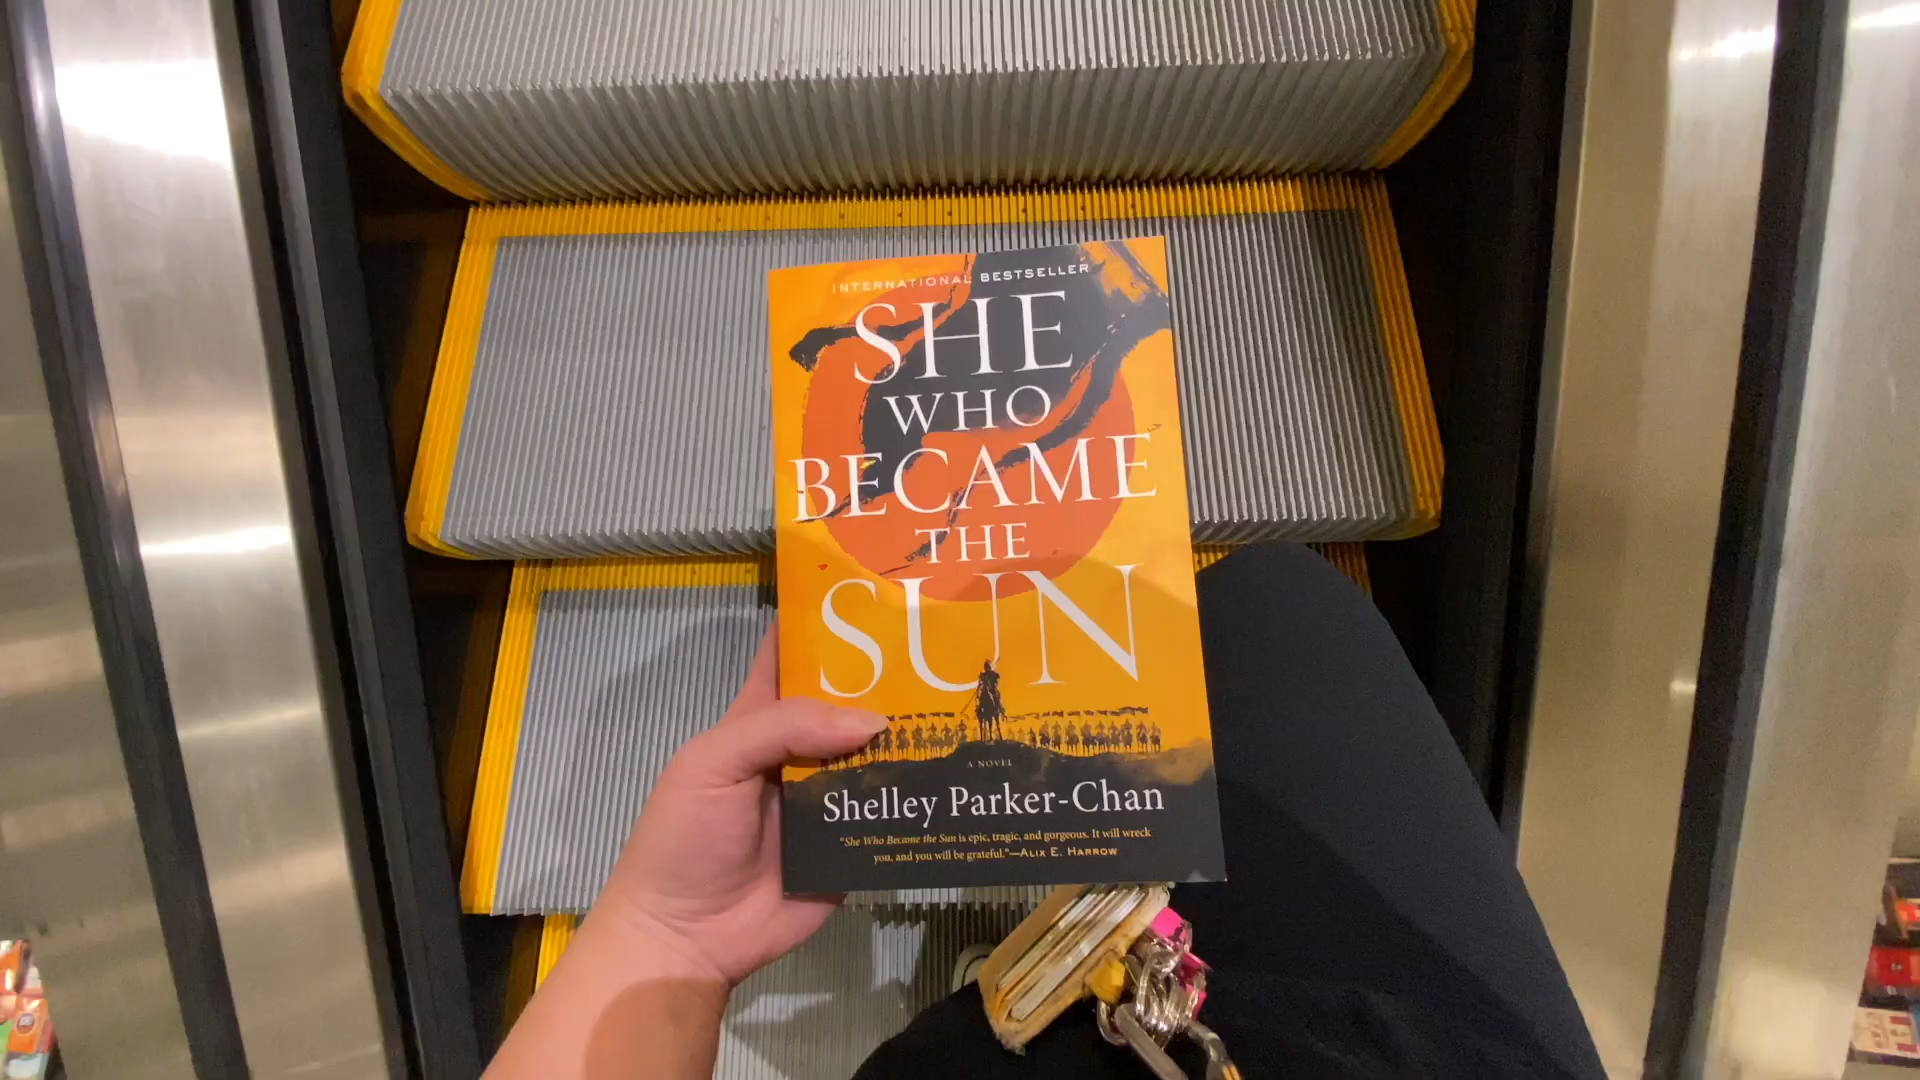 INTERNATIONAL BESTSELLER
SHE
WHO
BECAME
THE
SUN
A NOVEL
Shelley Parker-Chan
“She Who Became the Sun is epic, tragic, and gorgeous. It will wreck
you, and you will be grateful.”—ALIX E. HARROW